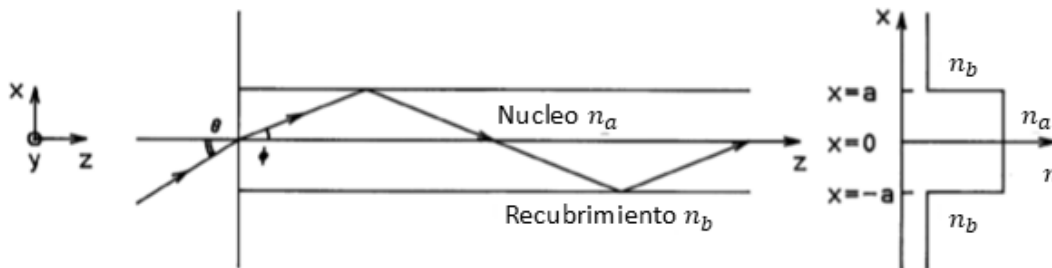 x
y
z
θ
ϕ
Nucleo n_a
z
Recubrimiento n_b
x
n_b
x=a
n_a
x=0
x=-a
n_b